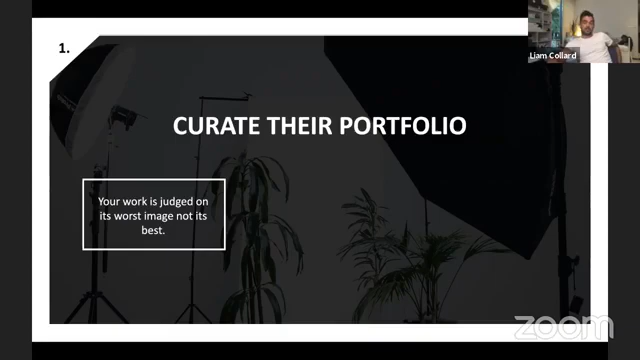 1.
Liam Collard
CURATE THEIR PORTFOLIO
Your work is judged on
its worst image not its
best.
zoom